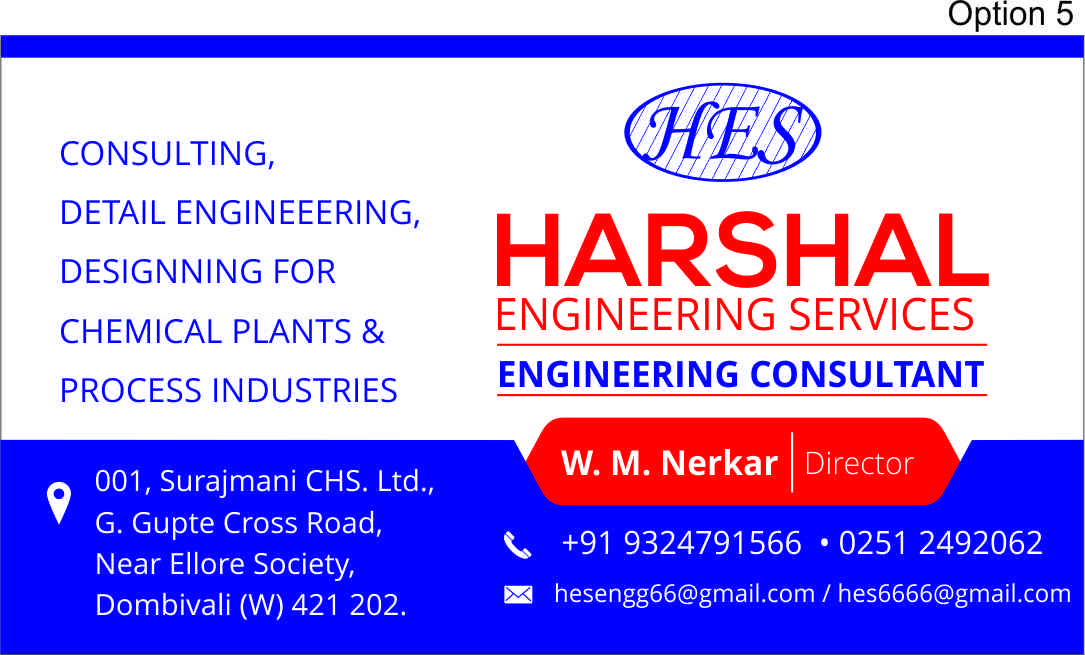 Option 5
CONSULTING,
DETAIL ENGINEEERING,
DESIGNNING FOR
CHEMICAL PLANTS &
PROCESS INDUSTRIES
HES
HARSHAL
ENGINEERING SERVICES
ENGINEERING CONSULTANT
W. M. Nerkar | Director
001, Surajmani CHS. Ltd.,
G. Gupte Cross Road,
Near Ellore Society,
Dombivali (W) 421 202.
+91 9324791566 • 0251 2492062
hesengg66@gmail.com / hes6666@gmail.com